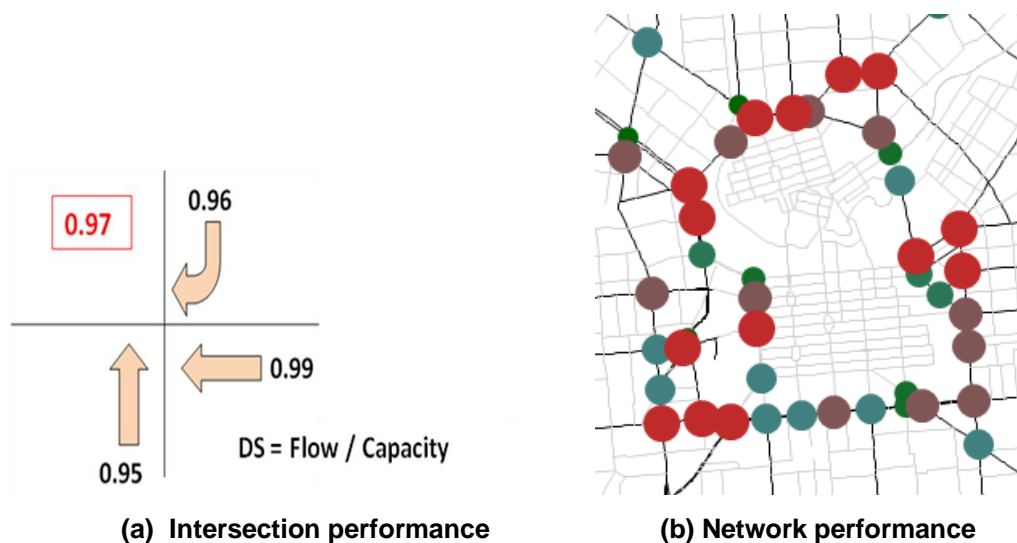 0.97
0.96
0.99
0.95
DS = Flow / Capacity
(a) Intersection performance
(b) Network performance